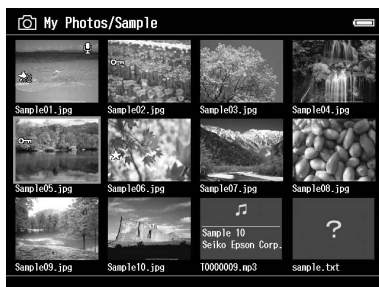 My Photos/Sample
Sample01.jpg
Sample02.jpg
Sample03.jpg
Sample04.jpg
Sample05.jpg
Sample06.jpg
Sample07.jpg
Sample08.jpg
Sample 10
Seiko Epson Corp.
?
Sample09.jpg
Sample10.jpg
T0000009.mp3
sample.txt